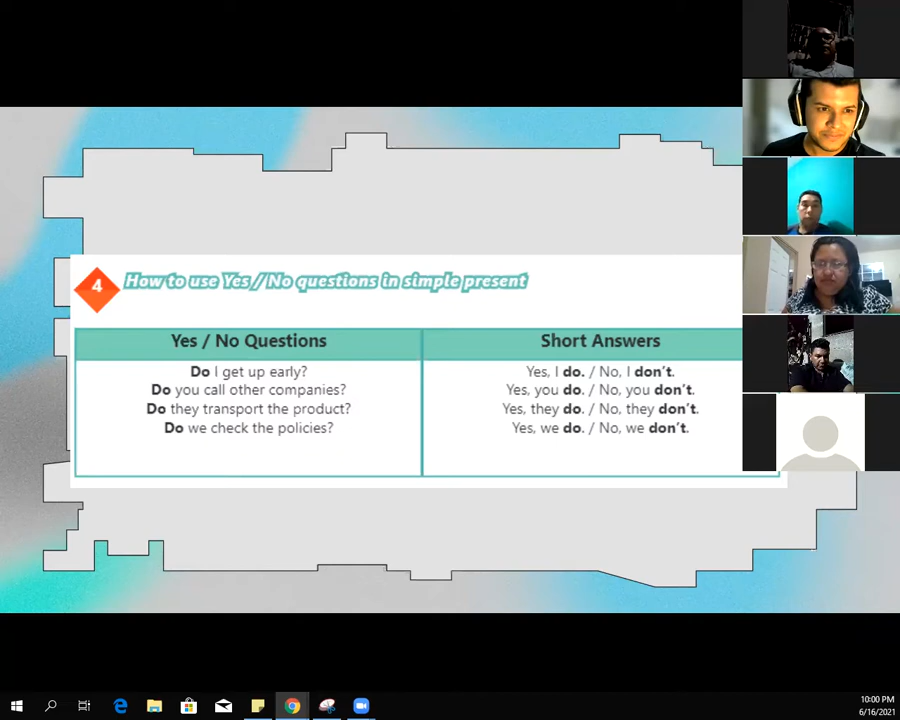 4
How to use Yes / No questions in simple present
Yes / No Questions
Short Answers
Do I get up early?
Yes, I do. / No, I don't.
Do you call other companies?
Yes, you do. / No, you don't.
Do they transport the product?
Yes, they do. / No, they don't.
Do we check the policies?
Yes, we do. / No, we don't.
10:00 PM
6/16/2021